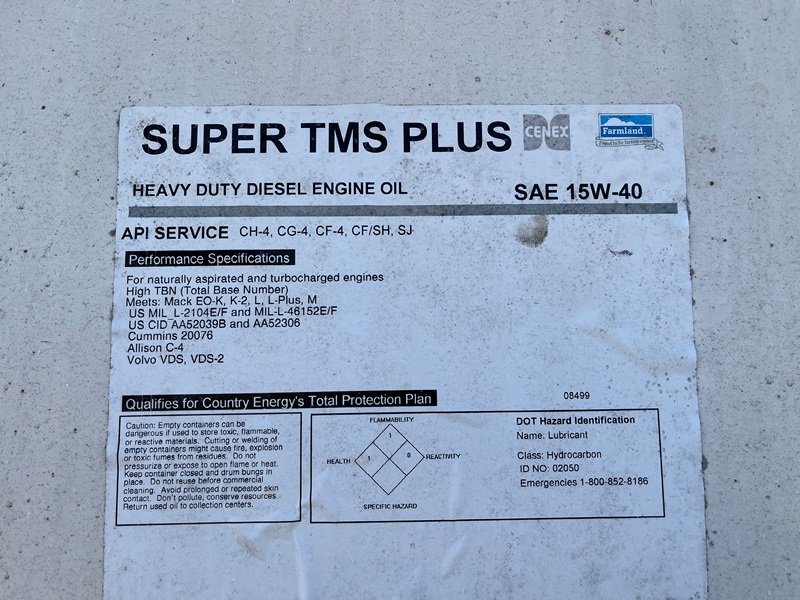 SUPER TMS PLUS
CENEX
Farmland
HEAVY DUTY DIESEL ENGINE OIL
SAE 15W-40
API SERVICE CH-4, CG-4, CF-4, CF/SH, SJ
Performance Specifications
For naturally aspirated and turbocharged engines
High TBN (Total Base Number)
Meets: Mack EO-K, K-2, L, L-Plus, M
US MIL_L-2104E/F and MIL-L-46152E/F
US CID AA52039B and AA52306
Cummins 20076
Allison C-4
Volvo VDS, VDS-2
Qualifies for Country Energy's Total Protection Plan
08499
Caution: Empty containers can be
dangerous if used to store toxic, flammable,
or reactive materials. Cutting or welding of
empty containers might cause fire, explosion
or toxic fumes from residues. Do not
pressurize or expose to open flame or heat.
Keep container closed and drum bungs in
place. Do not reuse before commercial
cleaning. Avoid prolonged or repeated skin
contact. Don't pollute, conserve resources.
Return used oil to collection centers.
FLAMMABILITY
1
HEALTH
1
0
REACTIVITY
SPECIFIC HAZARD
DOT Hazard Identification
Name: Lubricant
Class: Hydrocarbon
ID NO: 02050
Emergencies 1-800-852-8186